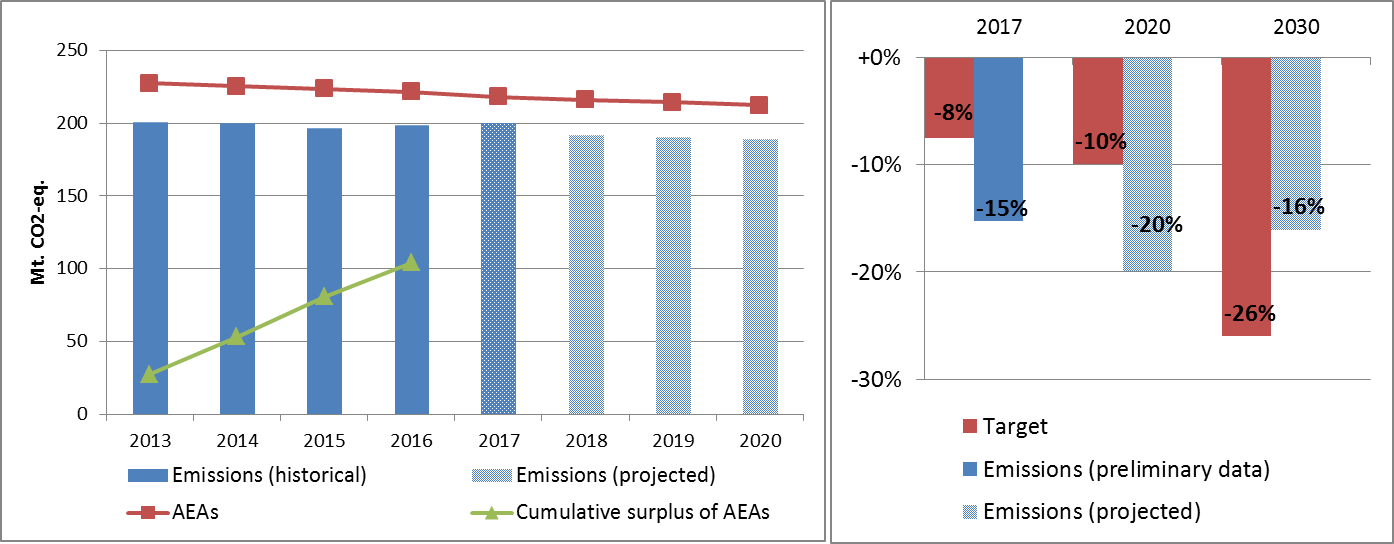 250
200
150
100
50
0
Mt. CO2-eq.
2013 2014 2015 2016 2017 2018 2019 2020
Emissions (historical) Emissions (projected)
AEAs Cumulative surplus of AEAs
2017 2020 2030
+0%
-10%
-20%
-30%
-8%
-15%
-10%
-20%
-26%
-16%
Target
Emissions (preliminary data)
Emissions (projected)